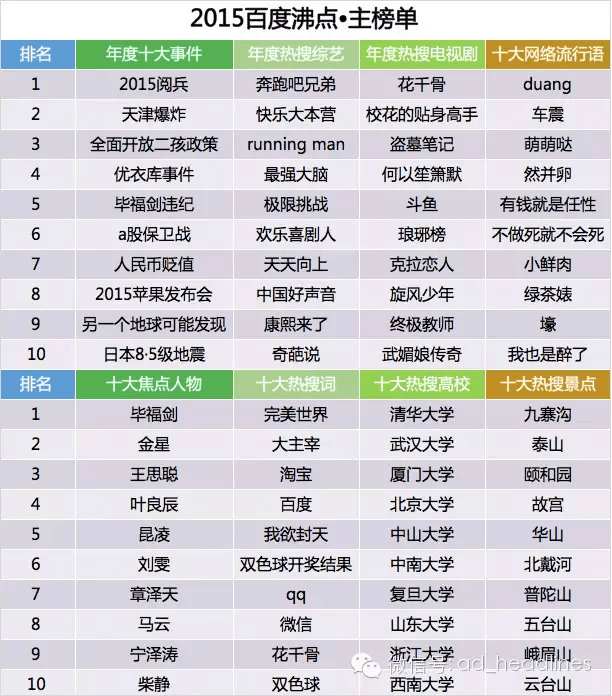 2015百度沸点•主榜单
排名 年度十大事件 年度热搜综艺 年度热搜电视剧 十大网络流行语
1 2015阅兵 奔跑吧兄弟 花千骨 duang
2 天津爆炸 快乐大本营 校花的贴身高手 车震
3 全面开放二孩政策 running man 盗墓笔记 萌萌哒
4 优衣库事件 最强大脑 何以笙箫默 然并卵
5 毕福剑违纪 极限挑战 斗鱼 有钱就是任性
6 a股保卫战 欢乐喜剧人 琅琊榜 不做死就不会死
7 人民币贬值 天天向上 克拉恋人 小鲜肉
8 2015苹果发布会 中国好声音 旋风少年 绿茶婊
9 另一个地球可能发现 康熙来了 终极教师 壕
10 日本8·5级地震 奇葩说 武媚娘传奇 我也是醉了
排名 十大焦点人物 十大热搜词 十大热搜高校 十大热搜景点
1 毕福剑 完美世界 清华大学 九寨沟
2 金星 大主宰 武汉大学 泰山
3 王思聪 淘宝 厦门大学 颐和园
4 叶良辰 百度 北京大学 故宫
5 昆凌 我欲封天 中山大学 华山
6 刘雯 双色球开奖结果 中南大学 北戴河
7 章泽天 qq 复旦大学 普陀山
8 马云 微信 山东大学 五台山
9 宁泽涛 花千骨 浙江大学 峨眉山
10 柴静 双色球 西南大学 云台山
微信号: ad_headlines